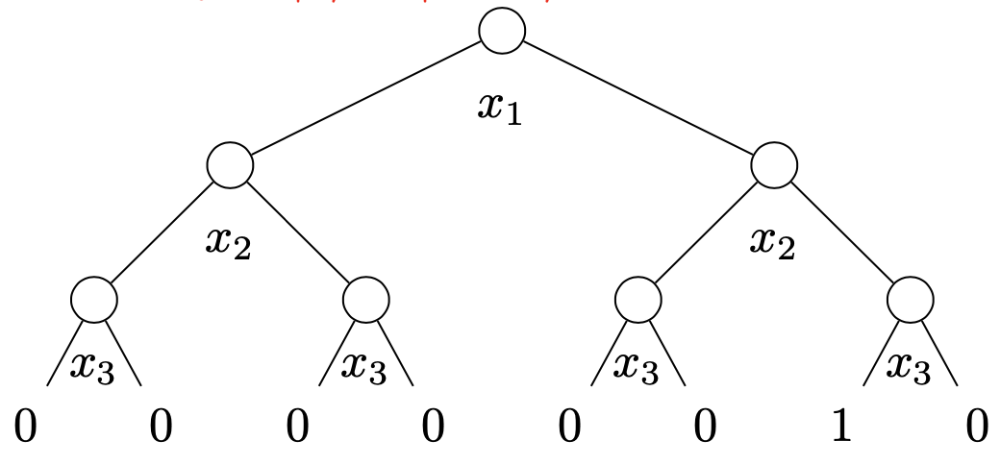 x₁
x₂ x₂
x₃ x₃ x₃ x₃
0 0 0 0 0 0 1 0